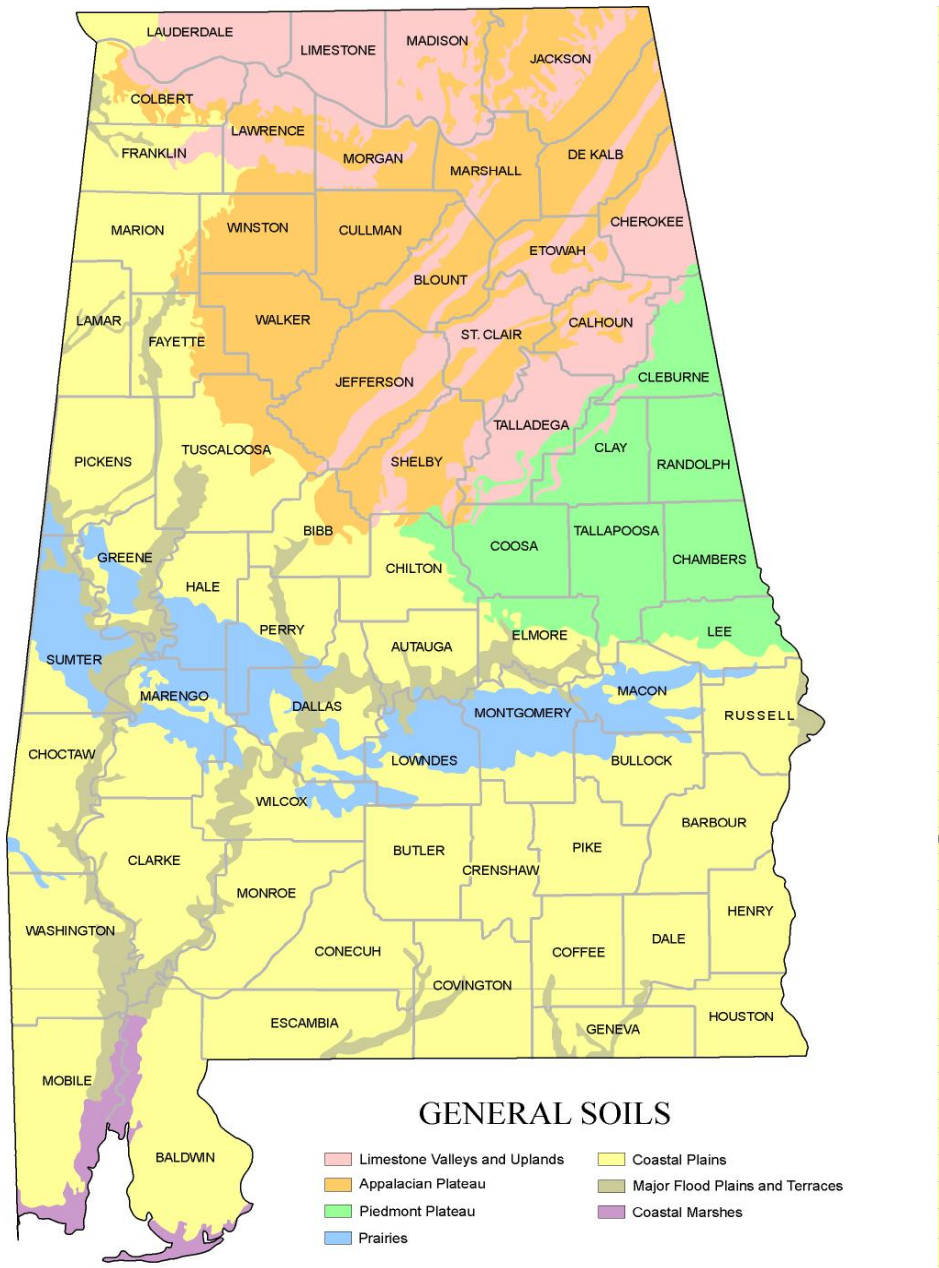 LAUDERDALE
LIMESTONE
MADISON
JACKSON
COLBERT
LAWRENCE
FRANKLIN
MORGAN
MARSHALL
DE KALB
MARION
WINSTON
CULLMAN
CHEROKEE
ETOWAH
BLOUNT
LAMAR
FAYETTE
WALKER
ST. CLAIR
CALHOUN
JEFFERSON
CLEBURNE
TALLADEGA
PICKENS
TUSCALOOSA
SHELBY
CLAY
RANDOLPH
BIBB
GREENE
HALE
CHILTON
COOSA
TALLAPOOSA
CHAMBERS
SUMTER
PERRY
AUTAUGA
ELMORE
LEE
MARENGO
DALLAS
MONTGOMERY
MACON
RUSSELL
CHOCTAW
LOWNDES
BULLOCK
WILCOX
BARBOUR
CLARKE
BUTLER
CRENSHAW
PIKE
MONROE
HENRY
WASHINGTON
CONECUH
COVINGTON
COFFEE
DALE
ESCAMBIA
GENEVA
HOUSTON
MOBILE
BALDWIN
GENERAL SOILS
Limestone Valleys and Uplands
Appalacian Plateau
Piedmont Plateau
Prairies
Coastal Plains
Major Flood Plains and Terraces
Coastal Marshes